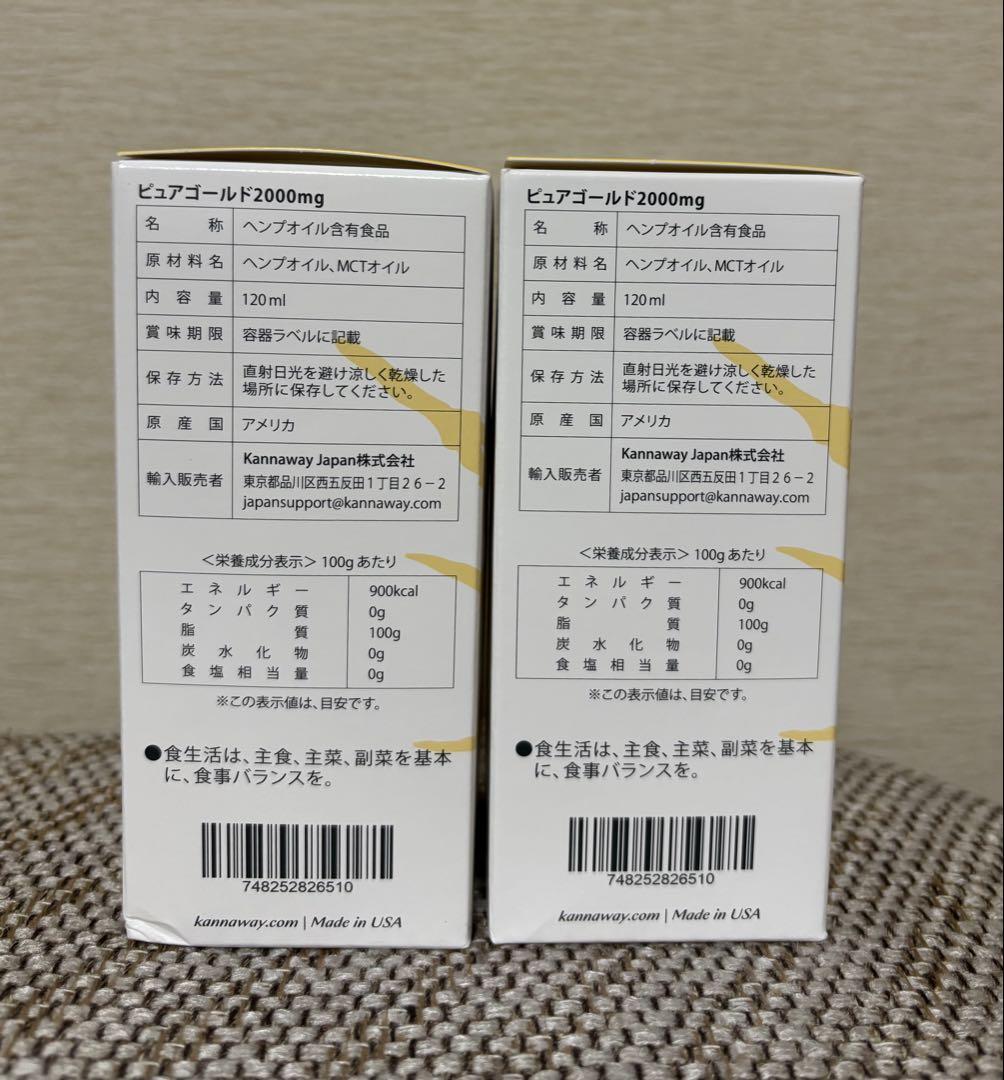 ピュアゴールド2000mg
名称 ヘンプオイル含有食品
原材料名 ヘンプオイル、MCTオイル
内容量 120ml
賞味期限 容器ラベルに記載
保存方法 直射日光を避け涼しく乾燥した
場所に保存してください。
原産国 アメリカ
輸入販売者 Kannaway Japan株式会社
東京都品川区西五反田1丁目26-2
japansupport@kannaway.com
<栄養成分表示> 100gあたり
エネルギー 900kcal
タンパク質 0g
脂質 100g
炭水化物 0g
食塩相当量 0g
※この表示値は、目安です。
●食生活は、主食、主菜、副菜を基本
に、食事バランスを。
748252826510
kannaway.com | Made in USA
ピュアゴールド2000mg
名称 ヘンプオイル含有食品
原材料名 ヘンプオイル、MCTオイル
内容量 120ml
賞味期限 容器ラベルに記載
保存方法 直射日光を避け涼しく乾燥した
場所に保存してください。
原産国 アメリカ
輸入販売者 Kannaway Japan株式会社
東京都品川区西五反田1丁目26-2
japansupport@kannaway.com
<栄養成分表示> 100gあたり
エネルギー 900kcal
タンパク質 0g
脂質 100g
炭水化物 0g
食塩相当量 0g
※この表示値は、目安です。
●食生活は、主食、主菜、副菜を基本
に、食事バランスを。
748252826510
kannaway.com | Made in USA